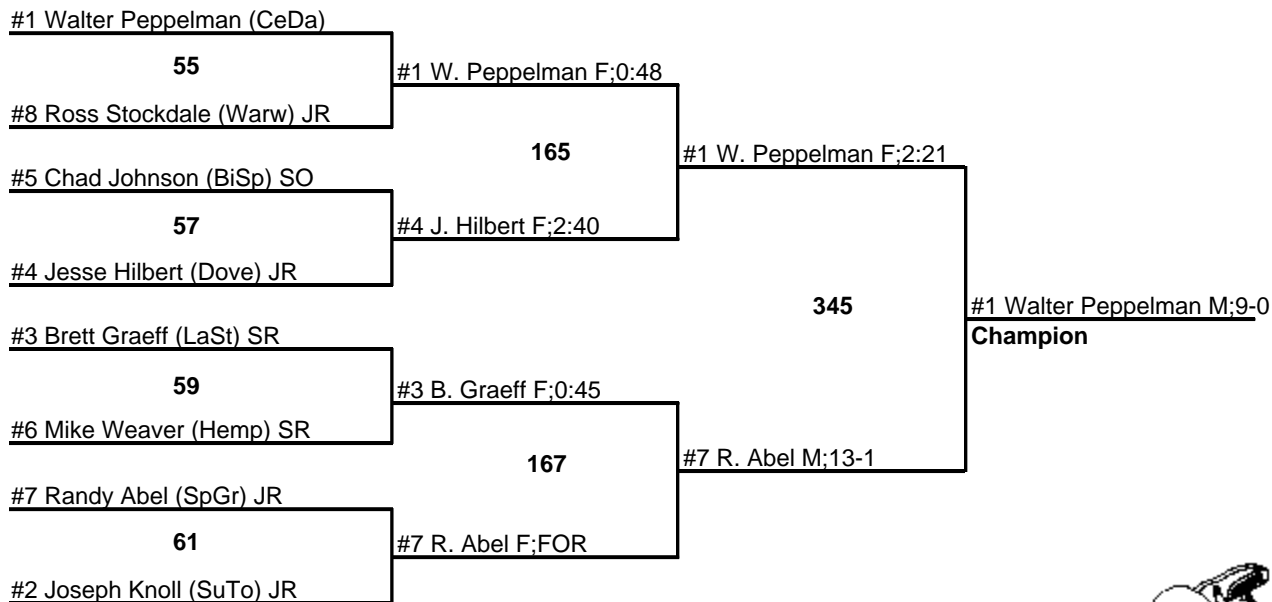 #1 Walter Peppelman (CeDa)
55
#8 Ross Stockdale (Warw) JR
#5 Chad Johnson (BiSp) SO
57
#4 Jesse Hilbert (Dove) JR
#3 Brett Graeff (LaSt) SR
59
#6 Mike Weaver (Hemp) SR
#7 Randy Abel (SpGr) JR
61
#2 Joseph Knoll (SuTo) JR
#1 W. Peppelman F;0:48
165
#4 J. Hilbert F;2:40
#3 B. Graeff F;0:45
167
#7 R. Abel F;FOR
#1 W. Peppelman F;2:21
345
#7 R. Abel M;13-1
#1 Walter Peppelman M;9-0
Champion